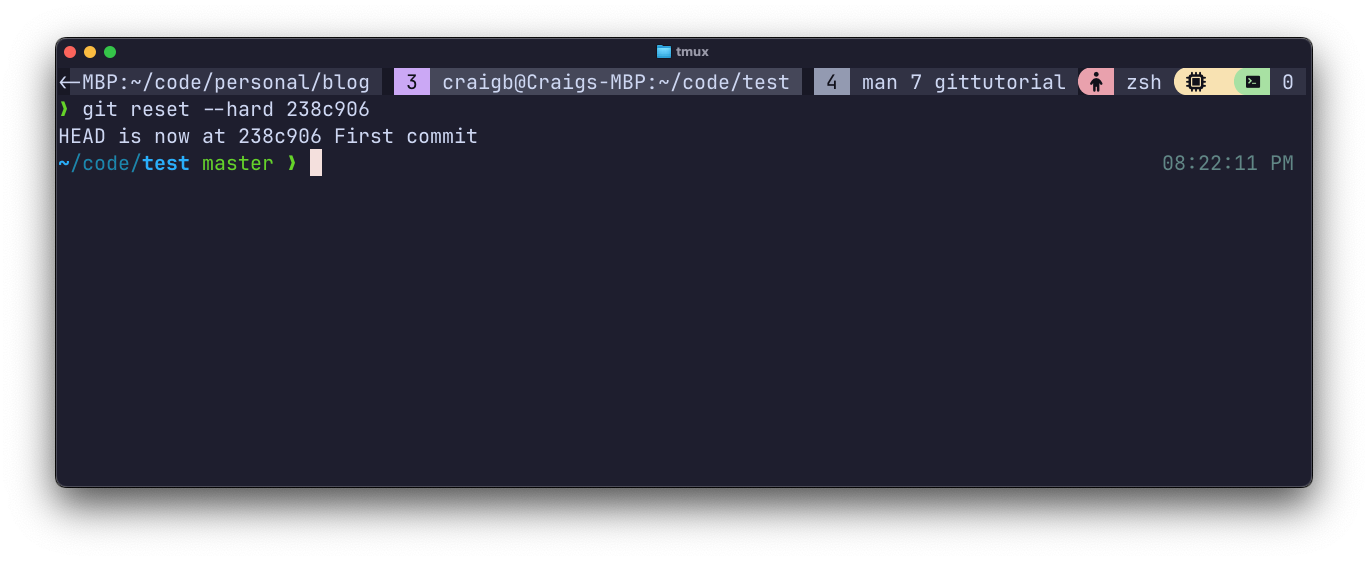 tmux
←-MBP:~/code/personal/blog 3 craigb@Craigs-MBP:~/code/test 4 man 7 gittutorial zsh 0
❱ git reset --hard 238c906
HEAD is now at 238c906 First commit
~/code/test master ❱ 08:22:11 PM